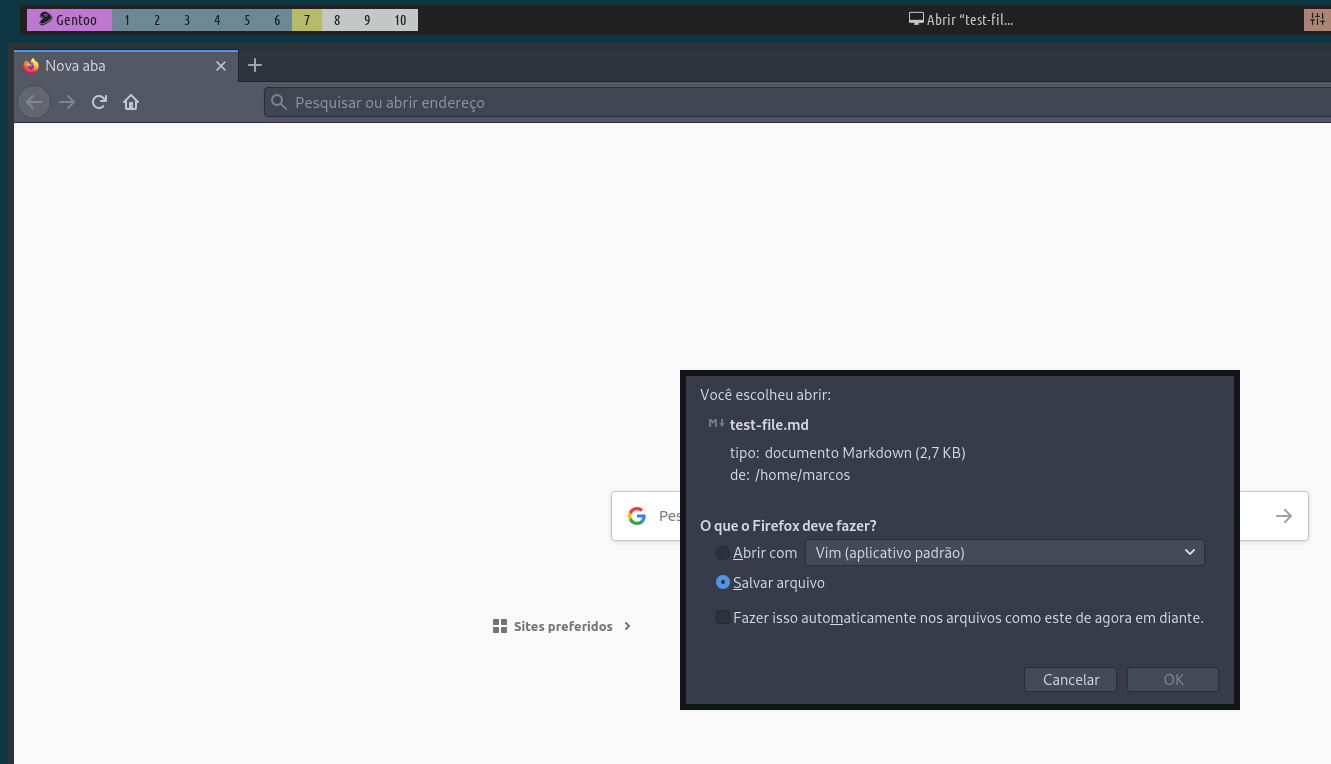 Gentoo 1 2 3 4 5 6 7 8 9 10 Abrir “test-fil...
Nova aba
Pesquisar ou abrir endereço
Você escolheu abrir:
M test-file.md
tipo: documento Markdown (2,7 KB)
de: /home/marcos
G Pes
O que o Firefox deve fazer?
Abrir com Vim (aplicativo padrão)
Salvar arquivo
Fazer isso automaticamente nos arquivos como este de agora em diante.
Sites preferidos
Cancelar OK